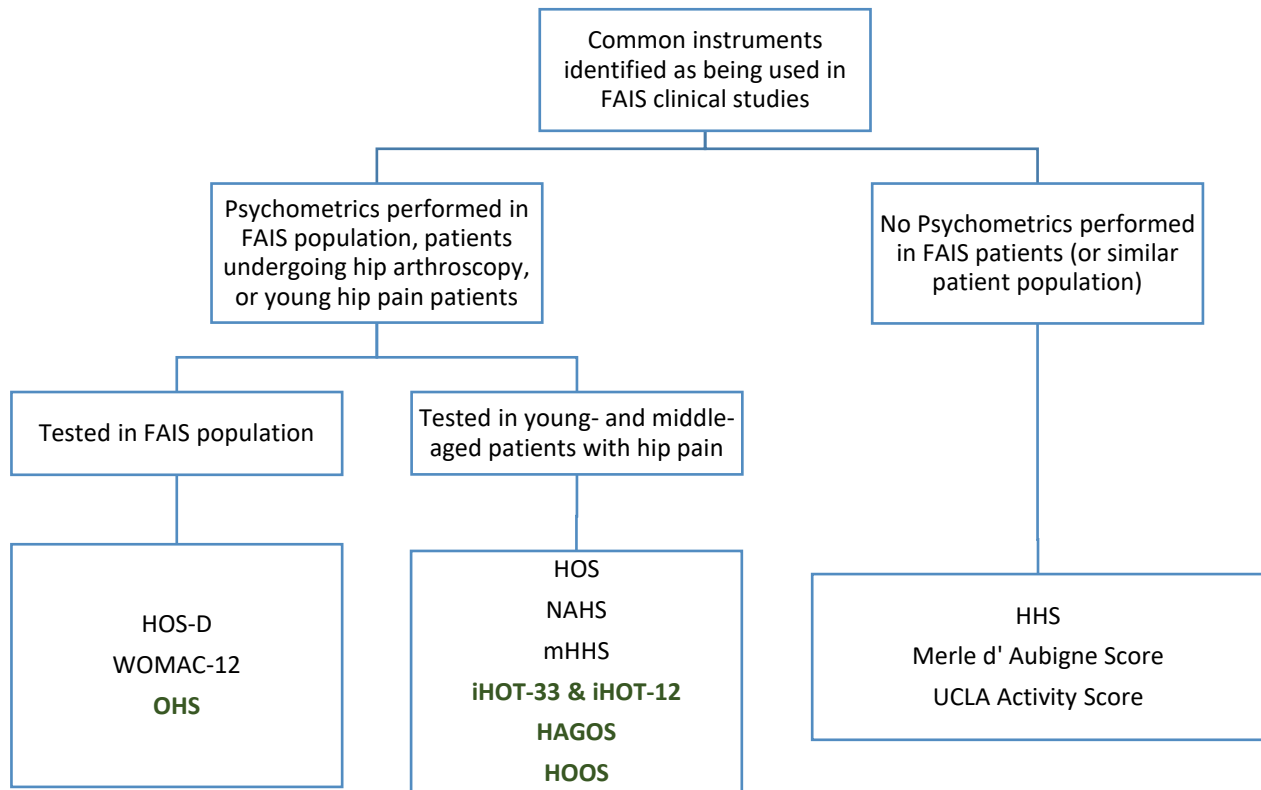 Common instruments
identified as being used in
FAIS clinical studies
Psychometrics performed in
FAIS population, patients
undergoing hip arthroscopy,
or young hip pain patients
No Psychometrics performed
in FAIS patients (or similar
patient population)
Tested in FAIS population
Tested in young- and middle-
aged patients with hip pain
HOS-D
WOMAC-12
OHS
HOS
NAHS
mHHS
iHOT-33 & iHOT-12
HAGOS
HOOS
HHS
Merle d' Aubigne Score
UCLA Activity Score